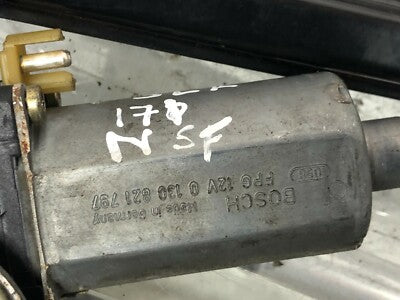 178
N SF
BOSCH
FPG 12V 0 130 821 797
Made in Germany